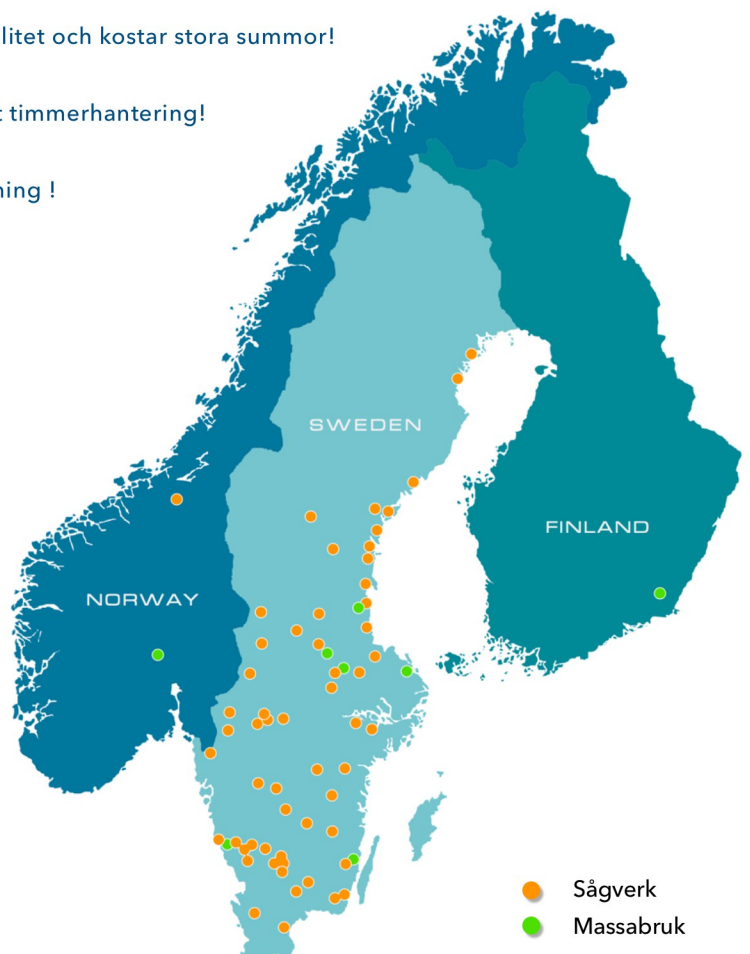 litet och kostar stora summor!
timmerhantering!
ning !
SWEDEN
FINLAND
NORWAY
Sågverk
Massabruk